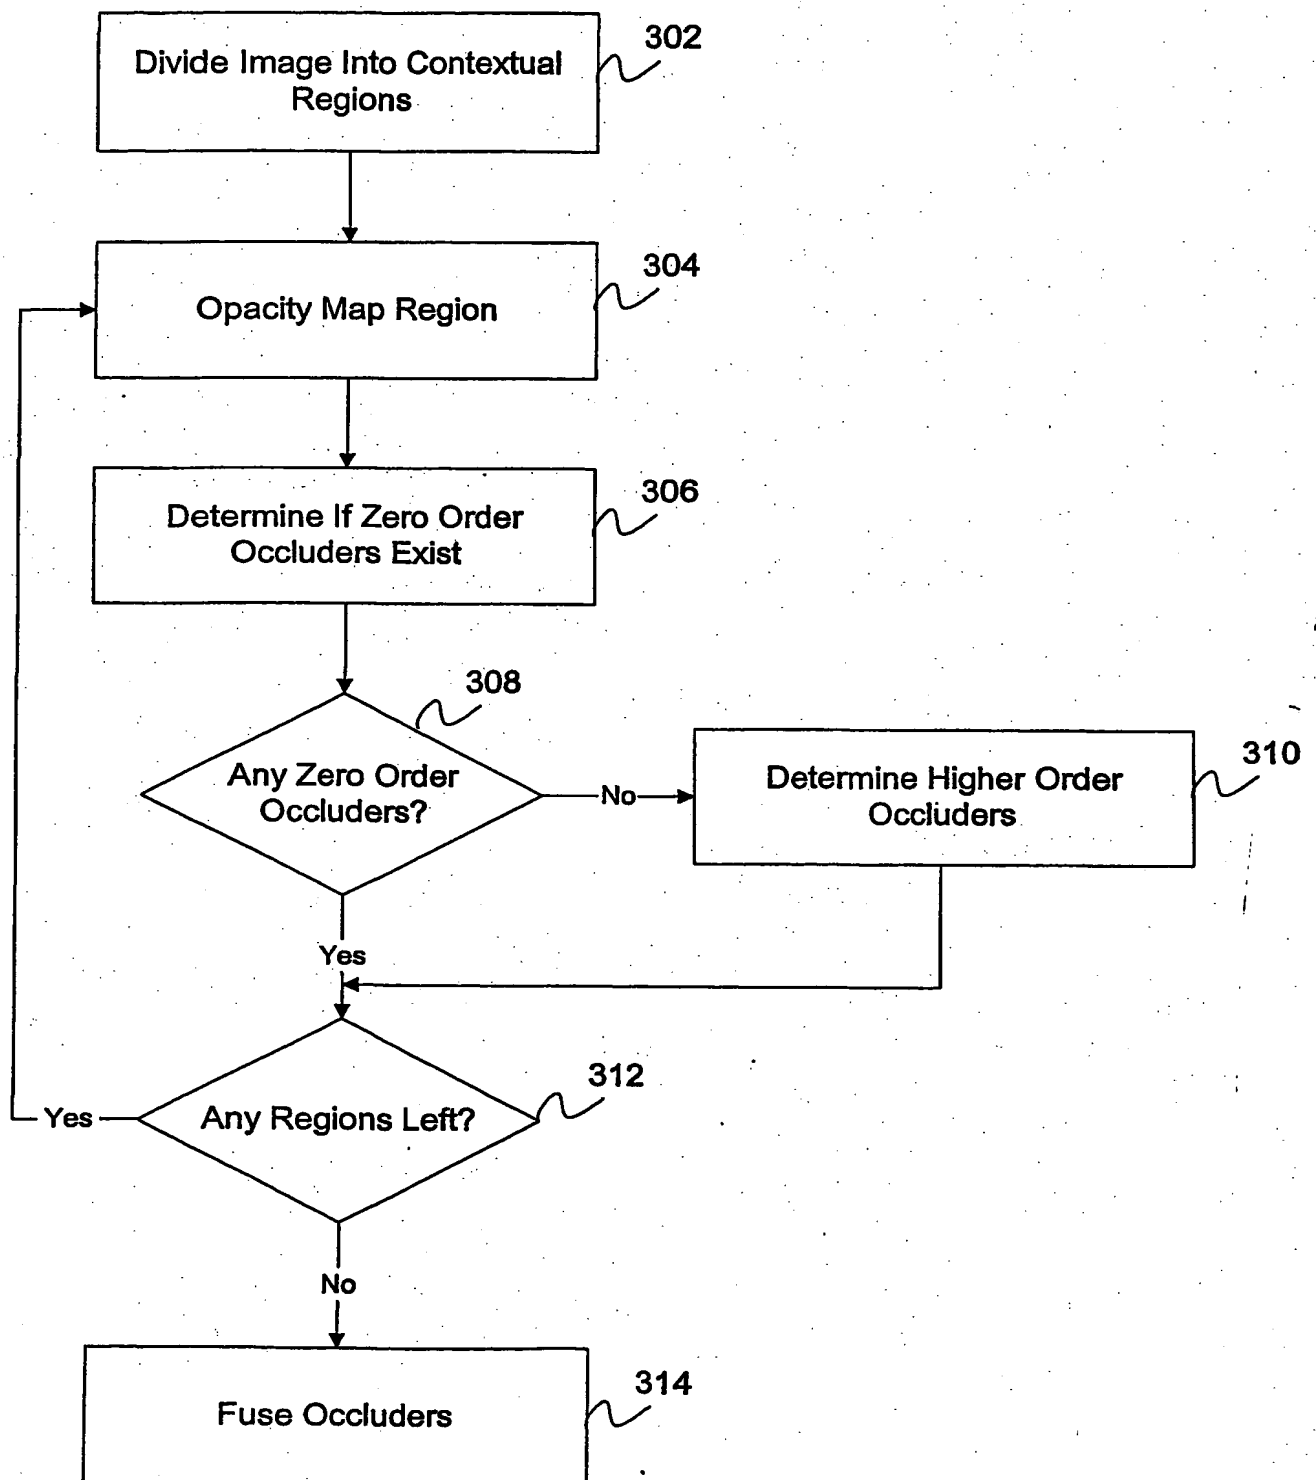 302
Divide Image Into Contextual
Regions
304
Opacity Map Region
306
Determine If Zero Order
Occluders Exist
308
Any Zero Order
Occluders?
No
310
Determine Higher Order
Occluders
Yes
312
Any Regions Left?
Yes
No
314
Fuse Occluders